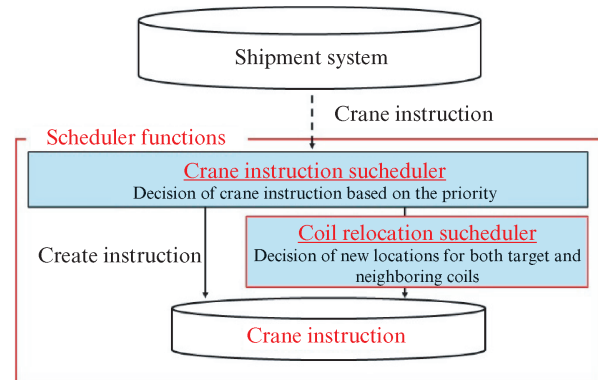 Shipment system
Crane instruction
Scheduler functions
Crane instruction sucheduler
Decision of crane instruction based on the priority
Coil relocation sucheduler
Create instruction
Decision of new locations for both target and
neighboring coils
Crane instruction